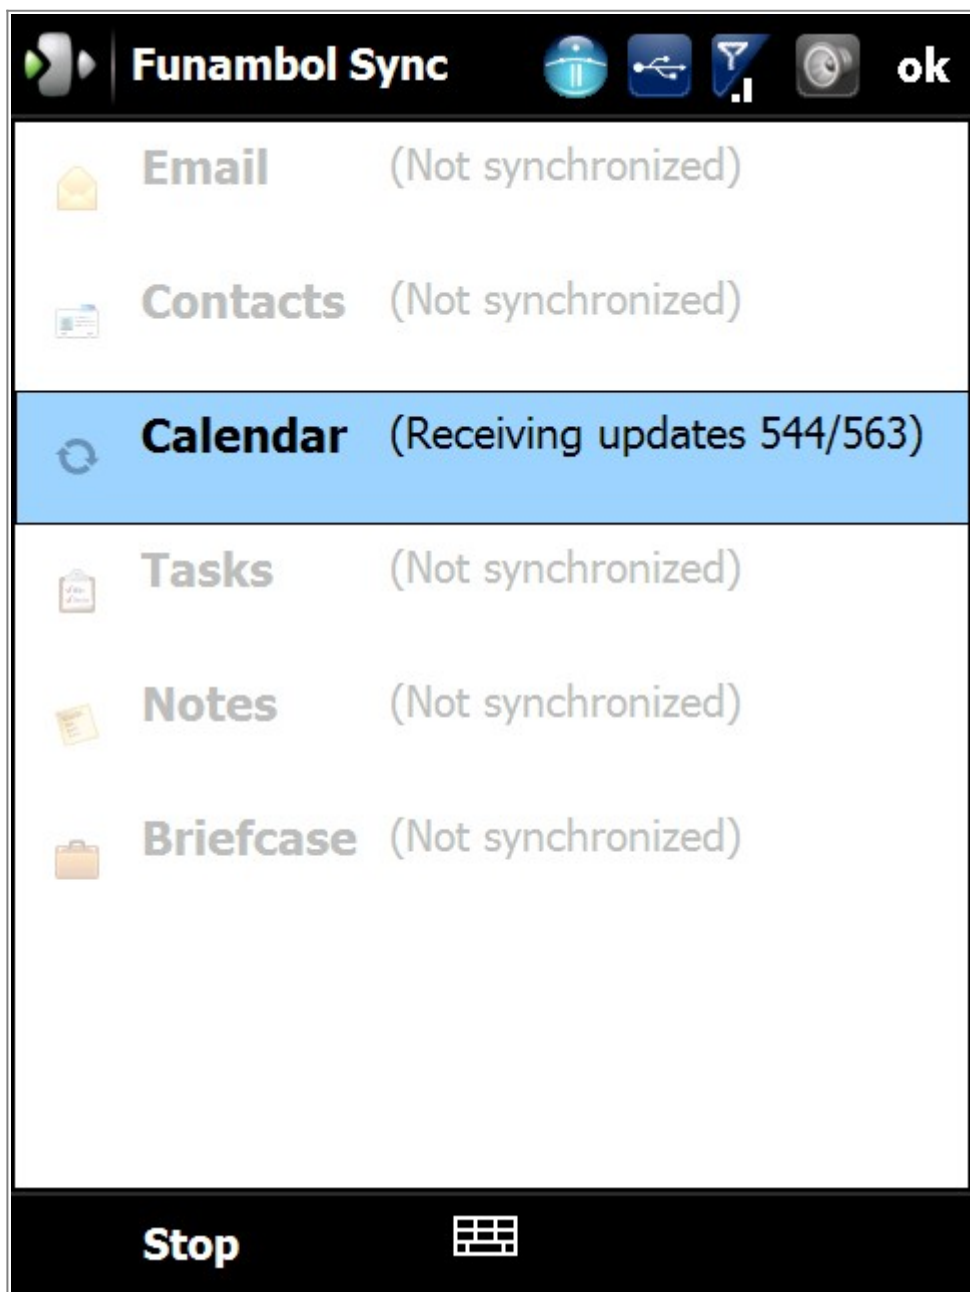 Funambol Sync ok
Email (Not synchronized)
Contacts (Not synchronized)
Calendar (Receiving updates 544/563)
Tasks (Not synchronized)
Notes (Not synchronized)
Briefcase (Not synchronized)
Stop